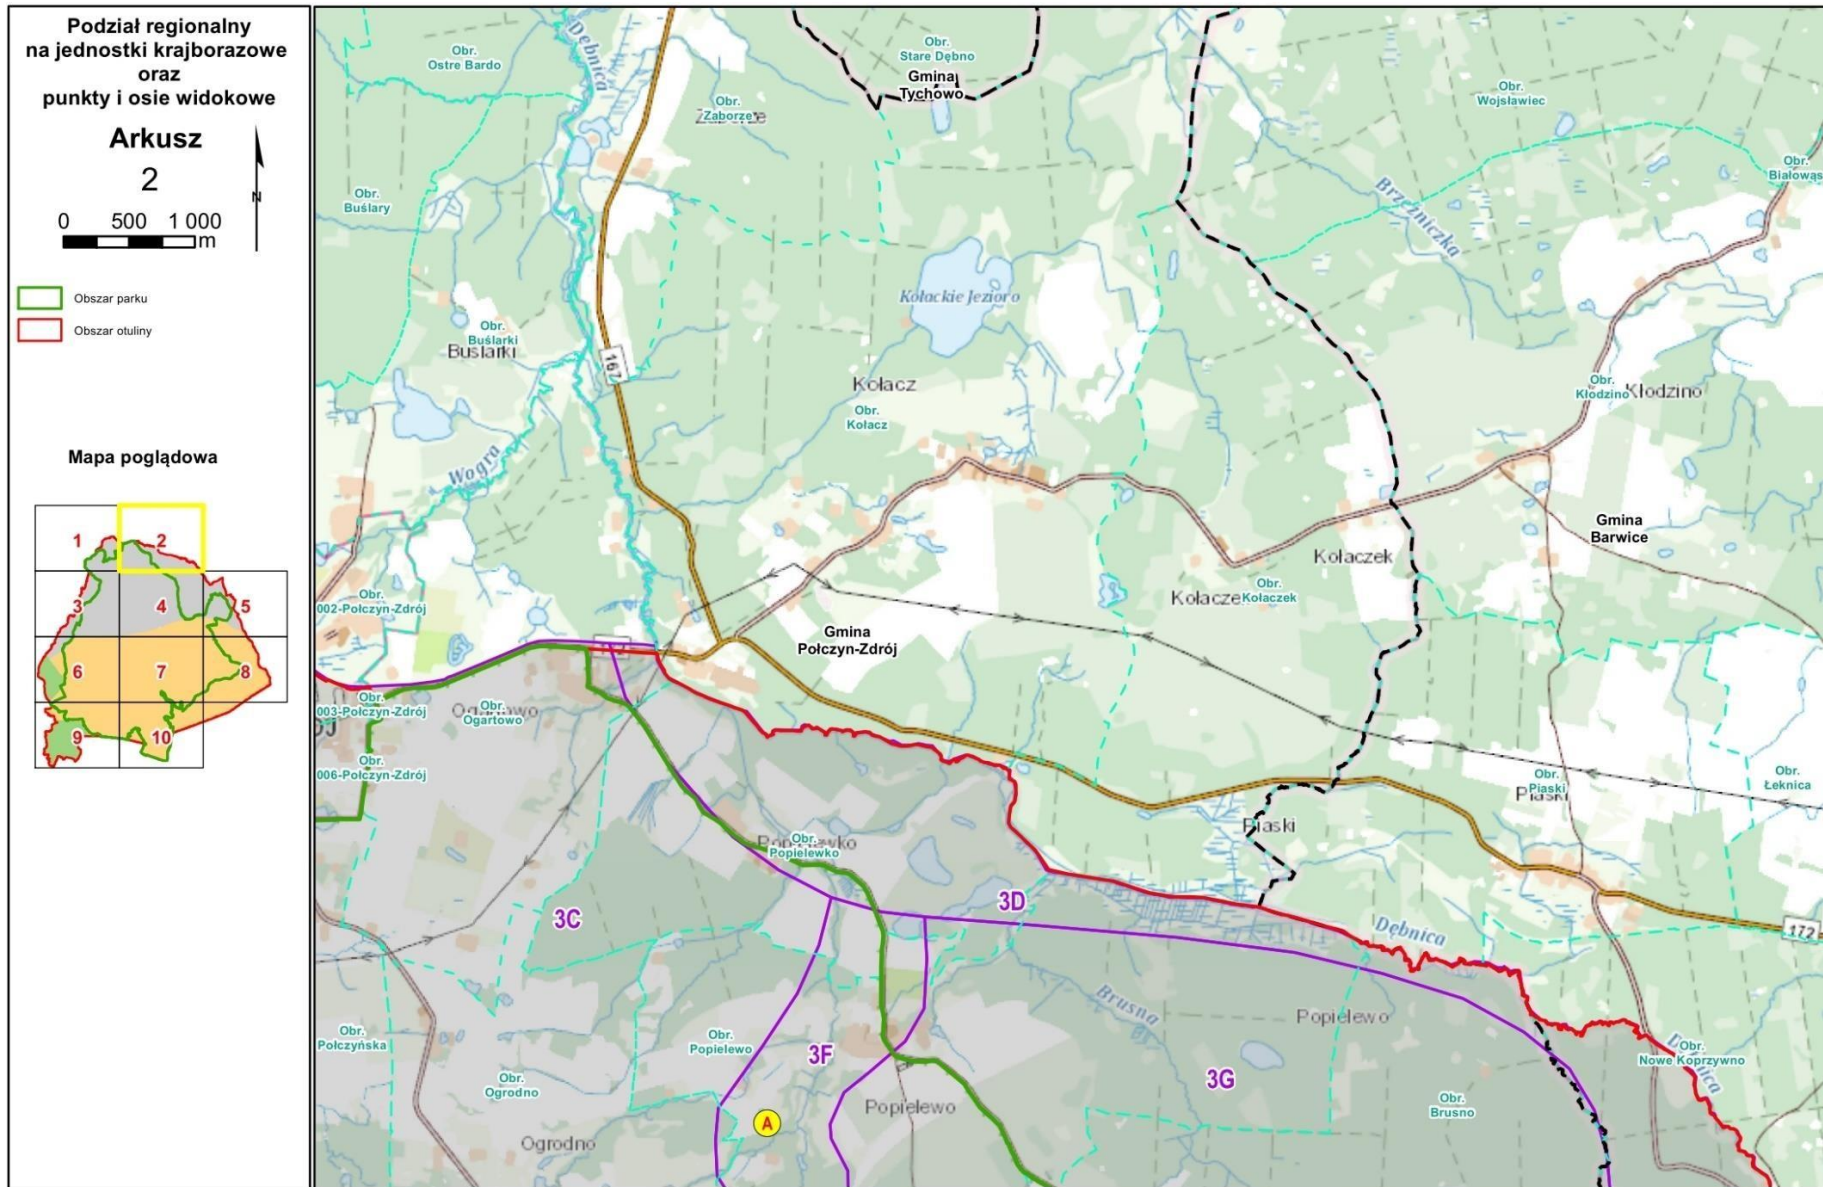 Podział regionalny
na jednostki krajborazowe
oraz
punkty i osie widokowe
Arkusz
2
0 500 1 000
m
N
Obszar parku
Obszar otuliny
Mapa poglądowa
1
2
3
4
5
6
7
8
9
10
Dębnica
Obr.
Ostre Bardo
Obr.
Stare Dębno
Gmina
Tychowo
Obr.
Zaborze
Zaborze
Obr.
Wojsławiec
Obr.
Białowąs
Obr.
Buślary
Brzeźniczka
Kołackie Jezioro
Obr.
Buślarki
Buślarki
167
Kołacz
Obr.
Kołacz
Obr.
Kłodzino
Kłodzino
Wogra
Gmina
Barwice
Kołaczek
Obr.
Kołaczek
Obr.
002-Połczyn-Zdrój
Gmina
Połczyn-Zdrój
Obr.
003-Połczyn-Zdrój
Obr.
Ogartowo
Ogartowo
Obr.
006-Połczyn-Zdrój
Obr.
Piaski
Piaski
Obr.
Łeknica
Piaski
Obr.
Popielewko
Popielewko
3C
3D
Dębnica
172
Brusna
Popielewo
Obr.
Połczyńska
Obr.
Popielewo
3F
Dębnica
Obr.
Nowe Koprzywno
3G
Obr.
Ogrodno
Obr.
Brusno
Popielewo
A
Ogrodno